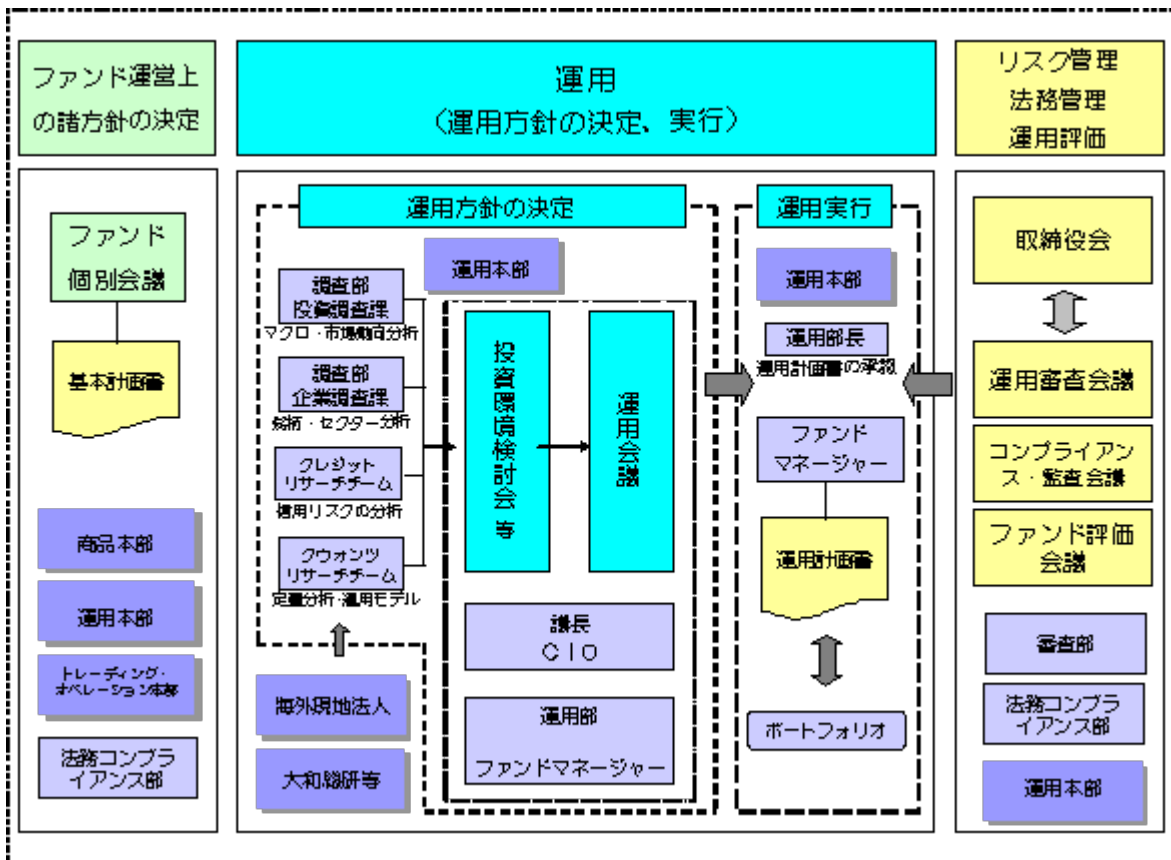 ファンド運営上
の諸方針の決定
運用
(運用方針の決定、実行)
リスク管理
法務管理
運用評価
ファンド
個別会議
基本計画書
商品本部
運用本部
トレーディング・
オペレーション本部
法務コンプラ
イアンス部
運用方針の決定
運用本部
調査部
投資調査課
マクロ・市場動向分析
調査部
企業調査課
銘柄・セクター分析
クレジット
リサーチチーム
信用リスクの分析
クウォンツ
リサーチチーム
定量分析・運用モデル
海外現地法人
大和総研等
投資環境検討会 等
運用会議
議長
CIO
運用部
ファンドマネージャー
運用実行
運用本部
運用部長
運用計画書の承認
ファンド
マネージャー
運用計画書
ポートフォリオ
取締役会
運用審査会議
コンプライアン
ス・監査会議
ファンド評価
会議
審査部
法務コンプラ
イアンス部
運用本部